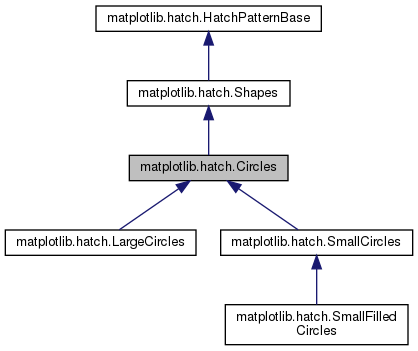 matplotlib.hatch.HatchPatternBase
matplotlib.hatch.Shapes
matplotlib.hatch.Circles
matplotlib.hatch.LargeCircles
matplotlib.hatch.SmallCircles
matplotlib.hatch.SmallFilled
Circles